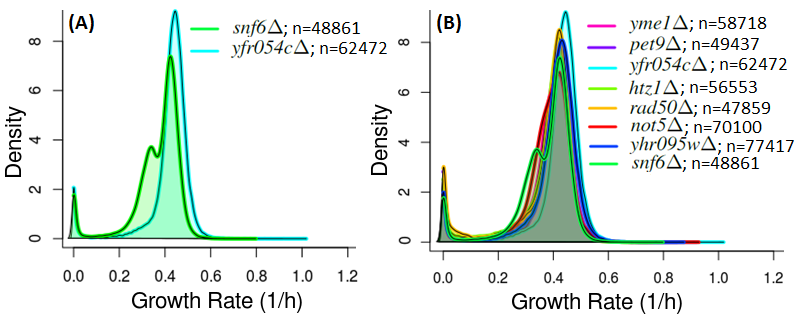 (A)
snf6Δ; n=48861
yfr054cΔ; n=62472
Density
0
2
4
6
8
0.0 0.2 0.4 0.6 0.8 1.0 1.2
Growth Rate (1/h)
(B)
yme1Δ; n=58718
pet9Δ; n=49437
yfr054cΔ; n=62472
htz1Δ; n=56553
rad50Δ; n=47859
not5Δ; n=70100
yhr095wΔ; n=77417
snf6Δ; n=48861
Density
0
2
4
6
8
0.0 0.2 0.4 0.6 0.8 1.0 1.2
Growth Rate (1/h)